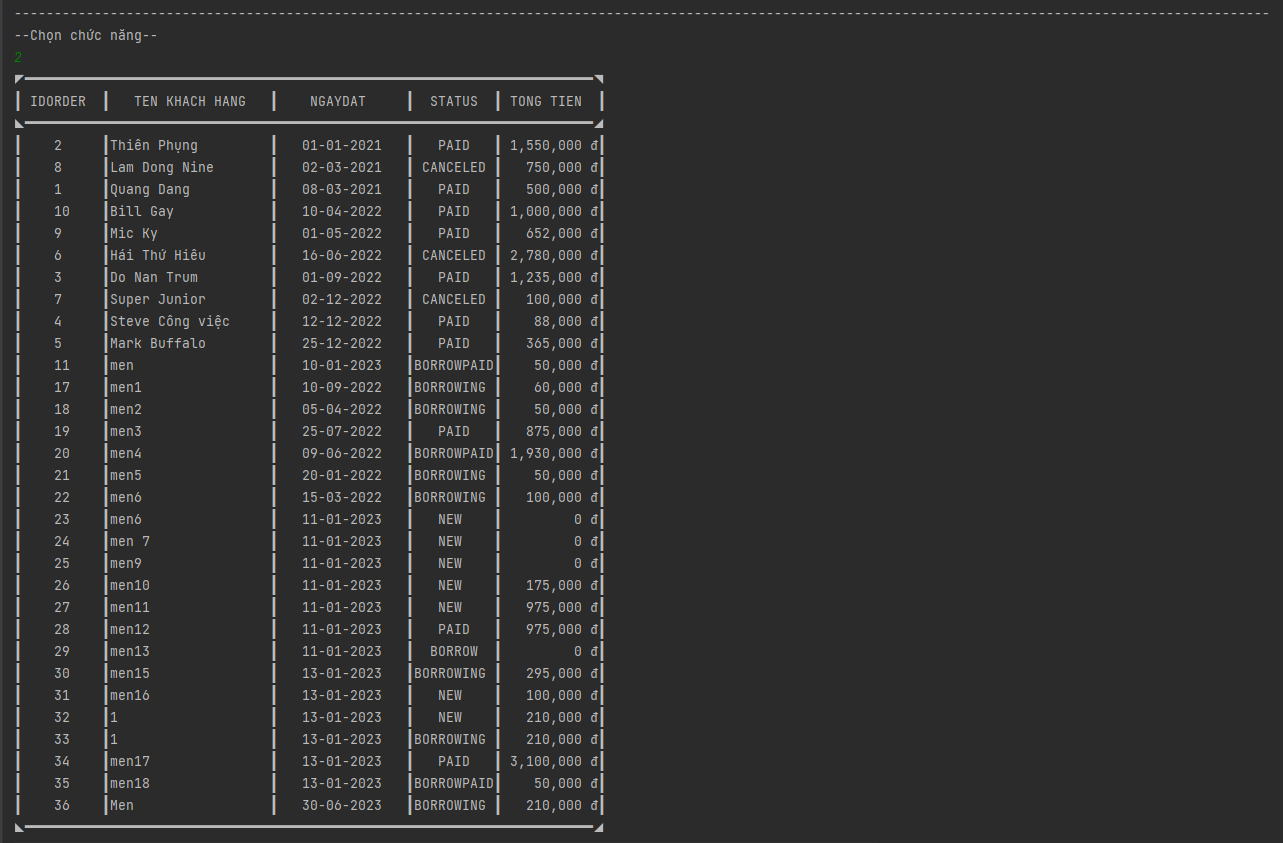 --Chọn chức năng--
2
IDORDER TEN KHACH HANG NGAYDAT STATUS TONG TIEN
2 Thiên Phụng 01-01-2021 PAID 1,550,000 đ
8 Lam Dong Nine 02-03-2021 CANCELED 750,000 đ
1 Quang Dang 08-03-2021 PAID 500,000 đ
10 Bill Gay 10-04-2022 PAID 1,000,000 đ
9 Mic Ky 01-05-2022 PAID 652,000 đ
6 Hái Thứ Hiêu 16-06-2022 CANCELED 2,780,000 đ
3 Do Nan Trum 01-09-2022 PAID 1,235,000 đ
7 Super Junior 02-12-2022 CANCELED 100,000 đ
4 Steve Công việc 12-12-2022 PAID 88,000 đ
5 Mark Buffalo 25-12-2022 PAID 365,000 đ
11 men 10-01-2023 BORROWPAID 50,000 đ
17 men1 10-09-2022 BORROWING 60,000 đ
18 men2 05-04-2022 BORROWING 50,000 đ
19 men3 25-07-2022 PAID 875,000 đ
20 men4 09-06-2022 BORROWPAID 1,930,000 đ
21 men5 20-01-2022 BORROWING 50,000 đ
22 men6 15-03-2022 BORROWING 100,000 đ
23 men6 11-01-2023 NEW 0 đ
24 men 7 11-01-2023 NEW 0 đ
25 men9 11-01-2023 NEW 0 đ
26 men10 11-01-2023 NEW 175,000 đ
27 men11 11-01-2023 NEW 975,000 đ
28 men12 11-01-2023 PAID 975,000 đ
29 men13 11-01-2023 BORROW 0 đ
30 men15 13-01-2023 BORROWING 295,000 đ
31 men16 13-01-2023 NEW 100,000 đ
32 1 13-01-2023 NEW 210,000 đ
33 1 13-01-2023 BORROWING 210,000 đ
34 men17 13-01-2023 PAID 3,100,000 đ
35 men18 13-01-2023 BORROWPAID 50,000 đ
36 Men 30-06-2023 BORROWING 210,000 đ